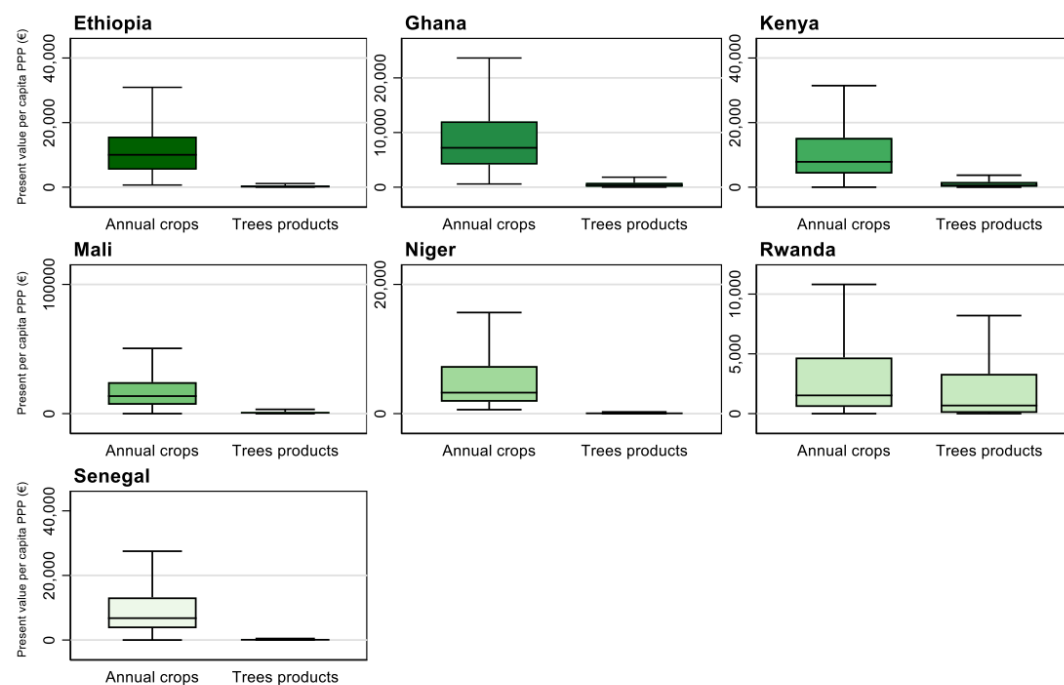 Ethiopia
Present value per capita PPP (€)
40,000
20,000
0
Annual crops
Trees products
Ghana
20,000
10,000
0
Annual crops
Trees products
Kenya
40,000
20,000
0
Annual crops
Trees products
Mali
Present per capita PPP (€)
100000
0
Annual crops
Trees products
Niger
20,000
0
Annual crops
Trees products
Rwanda
10,000
5,000
0
Annual crops
Trees products
Senegal
Present value per capita PPP (€)
40,000
20,000
0
Annual crops
Trees products